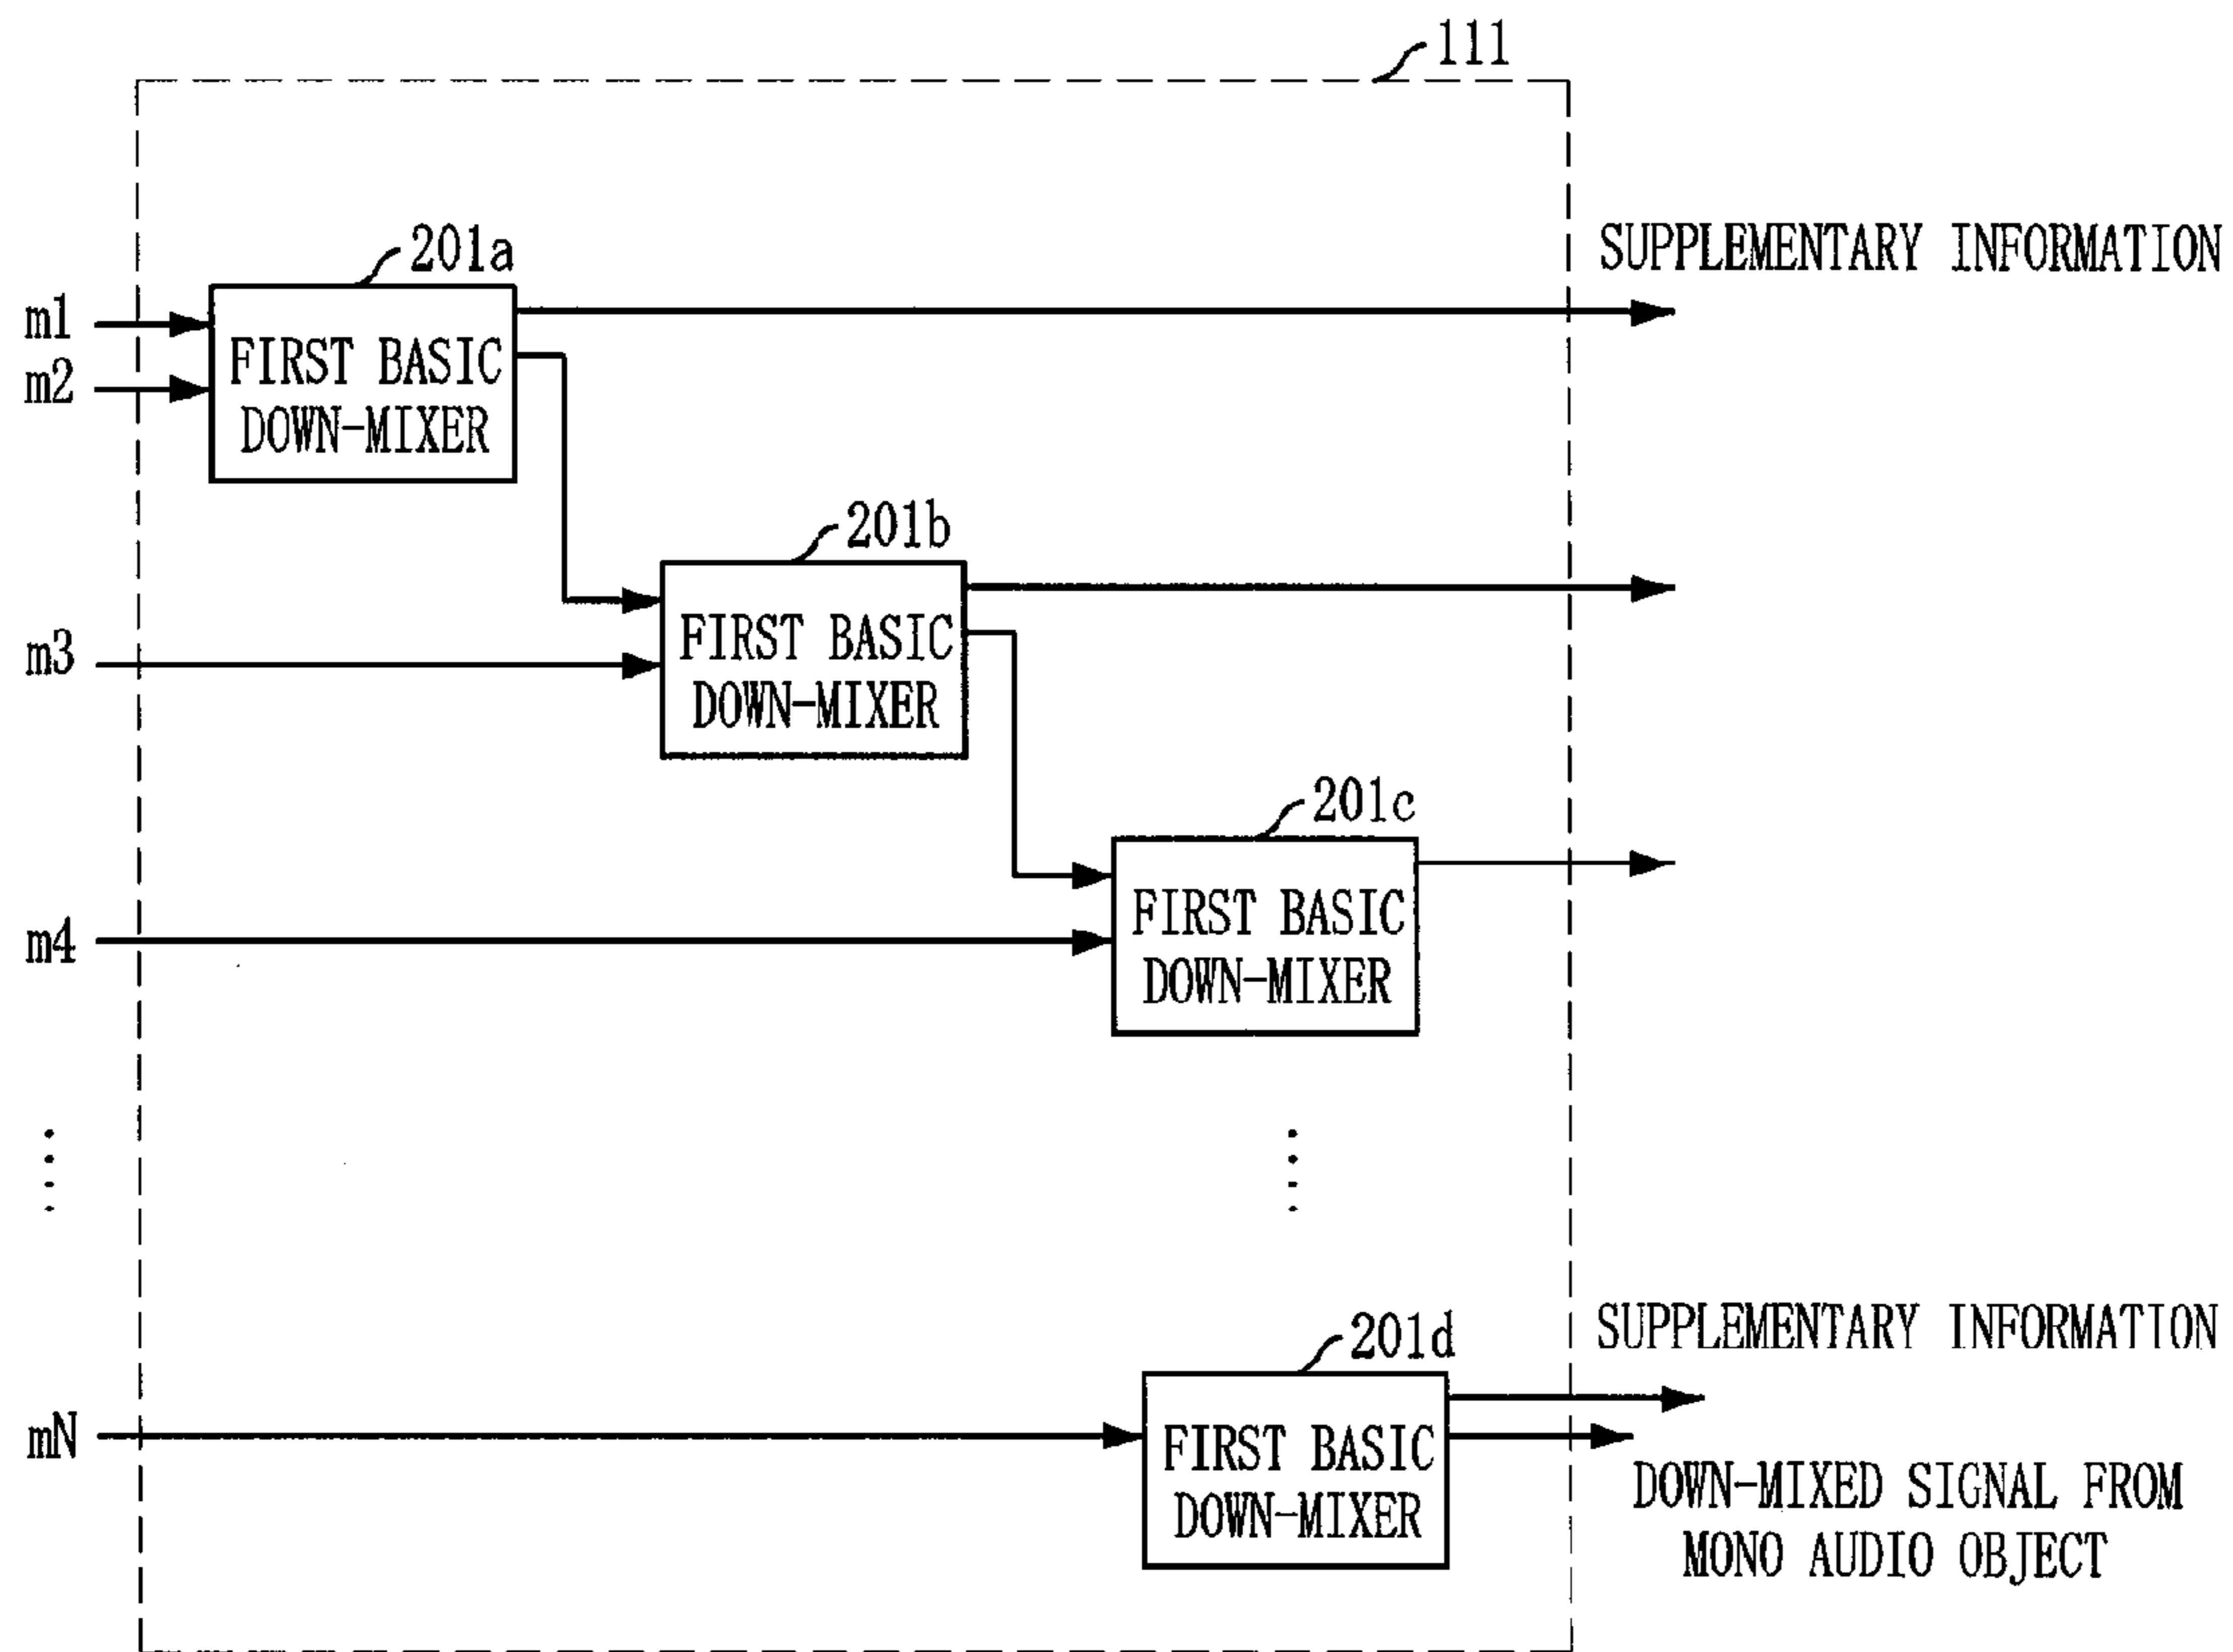 111
201a
SUPPLEMENTARY INFORMATION
m1
m2
FIRST BASIC
DOWN-MIXER
201b
m3
FIRST BASIC
DOWN-MIXER
201c
m4
FIRST BASIC
DOWN-MIXER
201d
SUPPLEMENTARY INFORMATION
mN
FIRST BASIC
DOWN-MIXER
DOWN-MIXED SIGNAL FROM
MONO AUDIO OBJECT